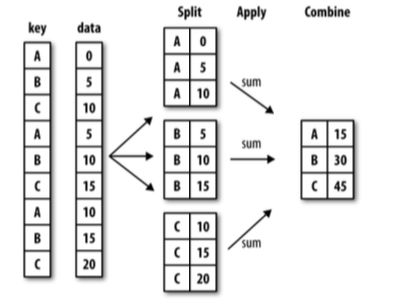 Split Apply Combine
key data
A 0
B 5
C 10
A 5
B 10
C 15
A 10
B 15
C 20
A 0
A 5
A 10
sum
B 5
B 10
B 15
sum
C 10
C 15
C 20
sum
A 15
B 30
C 45